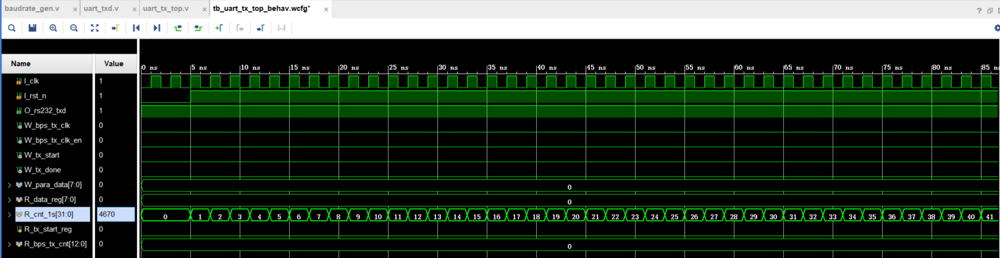 baudrate_gen.v × uart_txd.v × uart_tx_top.v × tb_uart_tx_top_behav.wcfg* × ?
Name Value
0 ns 5 ns 10 ns 15 ns 20 ns 25 ns 30 ns 35 ns 40 ns 45 ns 50 ns 55 ns 60 ns 65 ns 70 ns 75 ns 80 ns 85 n
I_clk 1
I_rst_n 1
O_rs232_txd 1
W_bps_tx_clk 0
W_bps_tx_clk_en 0
W_tx_start 0
W_tx_done 0
W_para_data[7:0] 0 0
R_data_reg[7:0] 0 0
R_cnt_1s[31:0] 4670 0 1 2 3 4 5 6 7 8 9 10 11 12 13 14 15 16 17 18 19 20 21 22 23 24 25 26 27 28 29 30 31 32 33 34 35 36 37 38 39 40 41
R_tx_start_reg 0
R_bps_tx_cnt[12:0] 0 0